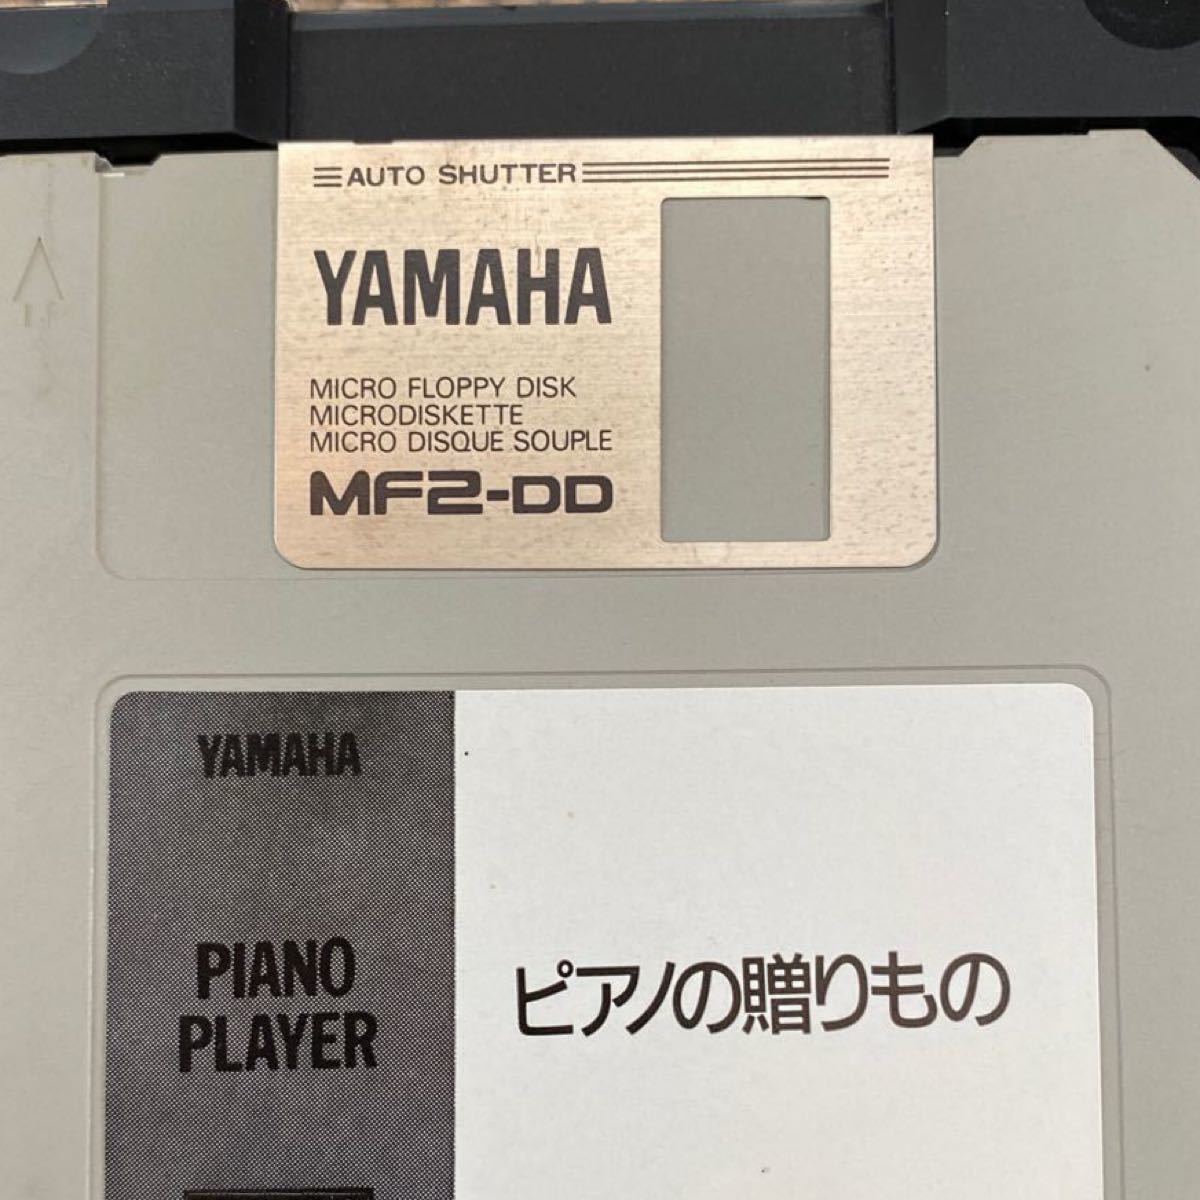 AUTO SHUTTER
YAMAHA
MICRO FLOPPY DISK
MICRODISKETTE
MICRO DISQUE SOUPLE
MF2-DD
YAMAHA
PIANO
PLAYER
ピアノの贈りもの